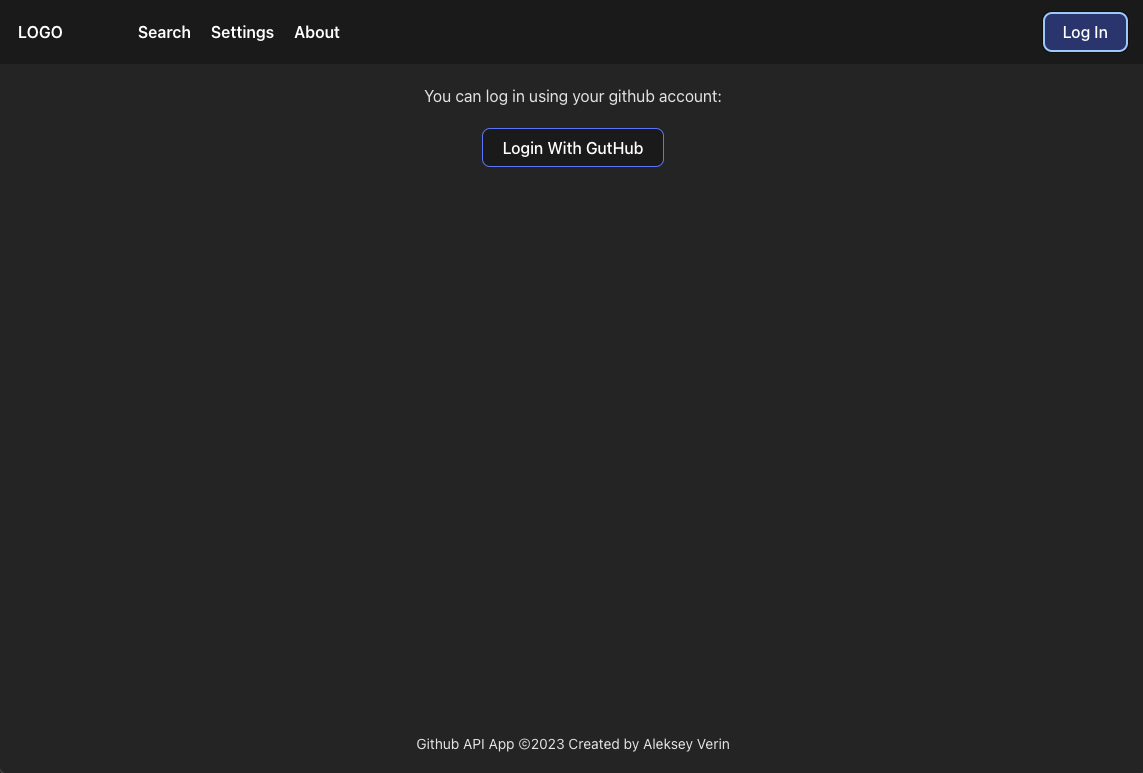 LOGO Search Settings About Log In
You can log in using your github account:
Login With GutHub
Github API App ©2023 Created by Aleksey Verin